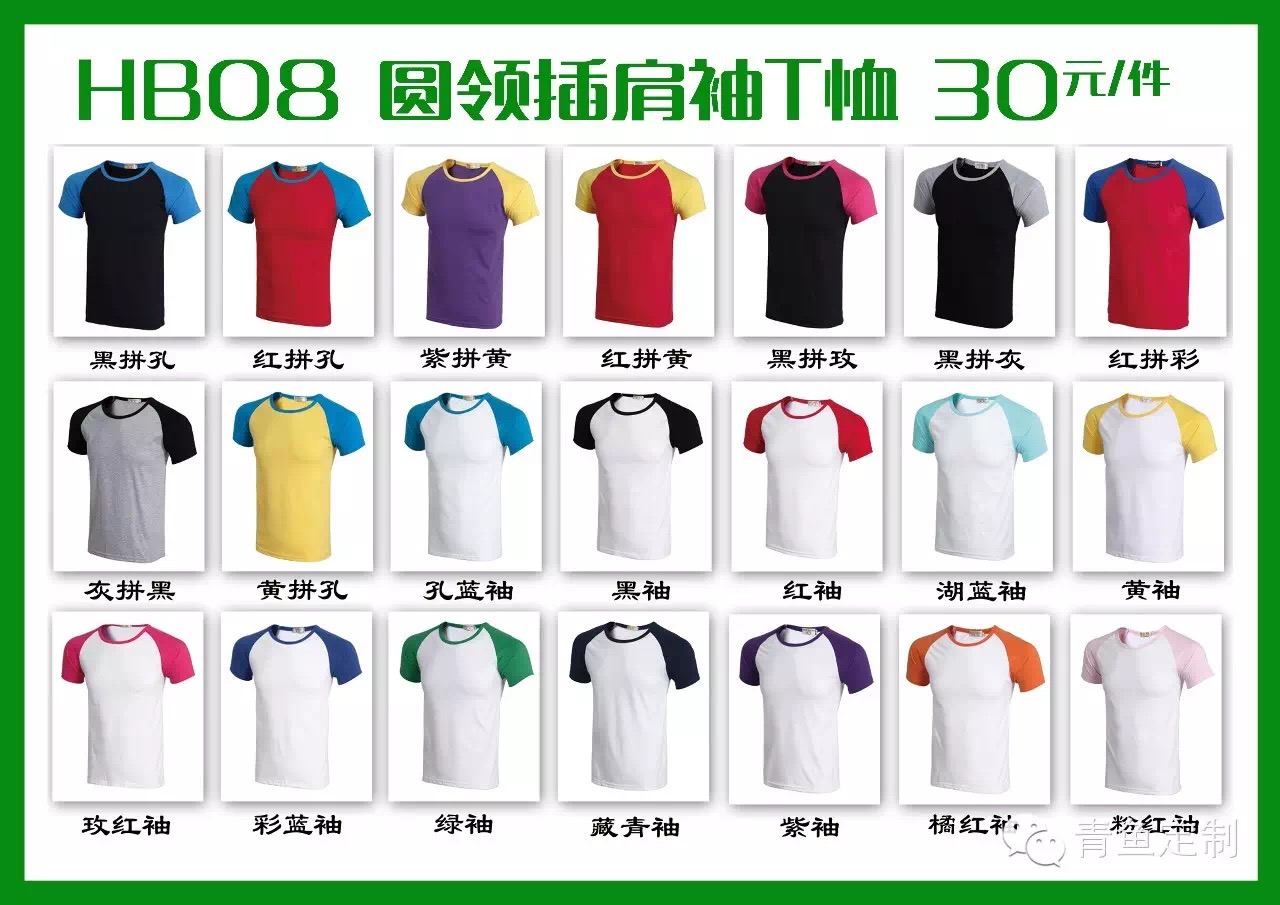 HB08 圆领插肩袖T恤 30元/件
黑拼孔 红拼孔 紫拼黄 红拼黄 黑拼玫 黑拼灰 红拼彩
灰拼黑 黄拼孔 孔蓝袖 黑袖 红袖 湖蓝袖 黄袖
玫红袖 彩蓝袖 绿袖 藏青袖 紫袖 橘红袖 粉红袖
青鱼定制